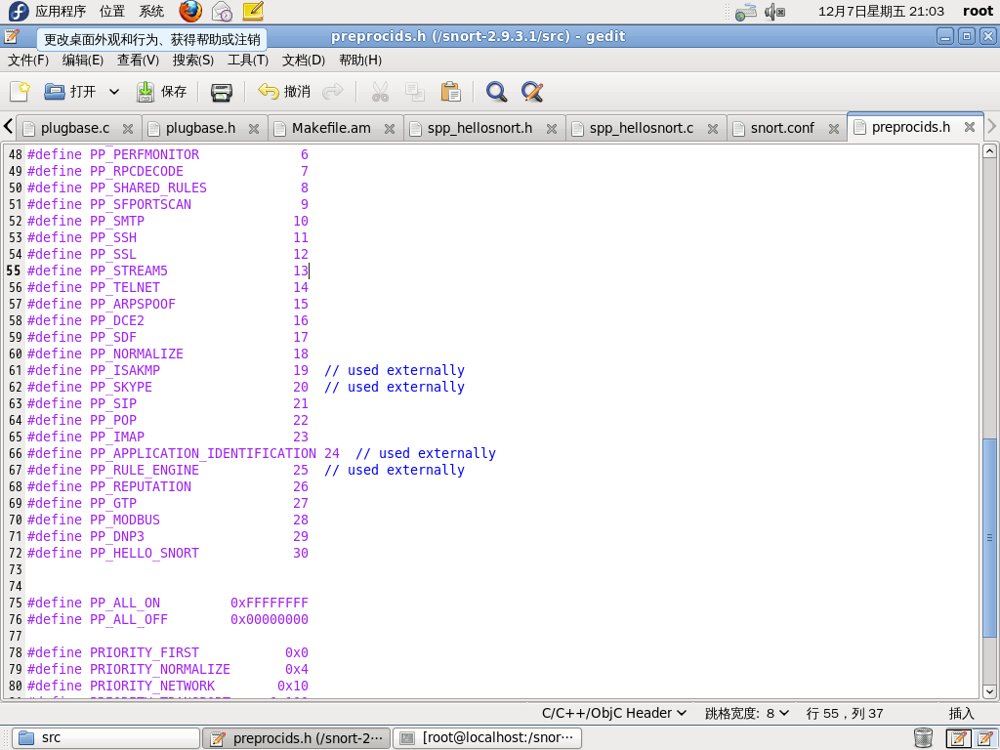 应用程序 位置 系统 12月7日星期五 21:03 root
更改桌面外观和行为、获得帮助或注销 preprocids.h (/snort-2.9.3.1/src) - gedit
文件(F) 编辑(E) 查看(V) 搜索(S) 工具(T) 文档(D) 帮助(H)
打开 保存 撤消
plugbase.c plugbase.h Makefile.am spp_hellosnort.h spp_hellosnort.c snort.conf preprocids.h
48 #define PP_PERFMONITOR 6
49 #define PP_RPCDECODE 7
50 #define PP_SHARED_RULES 8
51 #define PP_SFPORTSCAN 9
52 #define PP_SMTP 10
53 #define PP_SSH 11
54 #define PP_SSL 12
55 #define PP_STREAM5 13
56 #define PP_TELNET 14
57 #define PP_ARPSPOOF 15
58 #define PP_DCE2 16
59 #define PP_SDF 17
60 #define PP_NORMALIZE 18
61 #define PP_ISAKMP 19 // used externally
62 #define PP_SKYPE 20 // used externally
63 #define PP_SIP 21
64 #define PP_POP 22
65 #define PP_IMAP 23
66 #define PP_APPLICATION_IDENTIFICATION 24 // used externally
67 #define PP_RULE_ENGINE 25 // used externally
68 #define PP_REPUTATION 26
69 #define PP_GTP 27
70 #define PP_MODBUS 28
71 #define PP_DNP3 29
72 #define PP_HELLO_SNORT 30
73
74
75 #define PP_ALL_ON 0xFFFFFFFF
76 #define PP_ALL_OFF 0x00000000
77
78 #define PRIORITY_FIRST 0x0
79 #define PRIORITY_NORMALIZE 0x4
80 #define PRIORITY_NETWORK 0x10
C/C++/ObjC Header 跳格宽度: 8 行 55，列 37 插入
src preprocids.h (/snort-2··· [root@localhost:/snor···